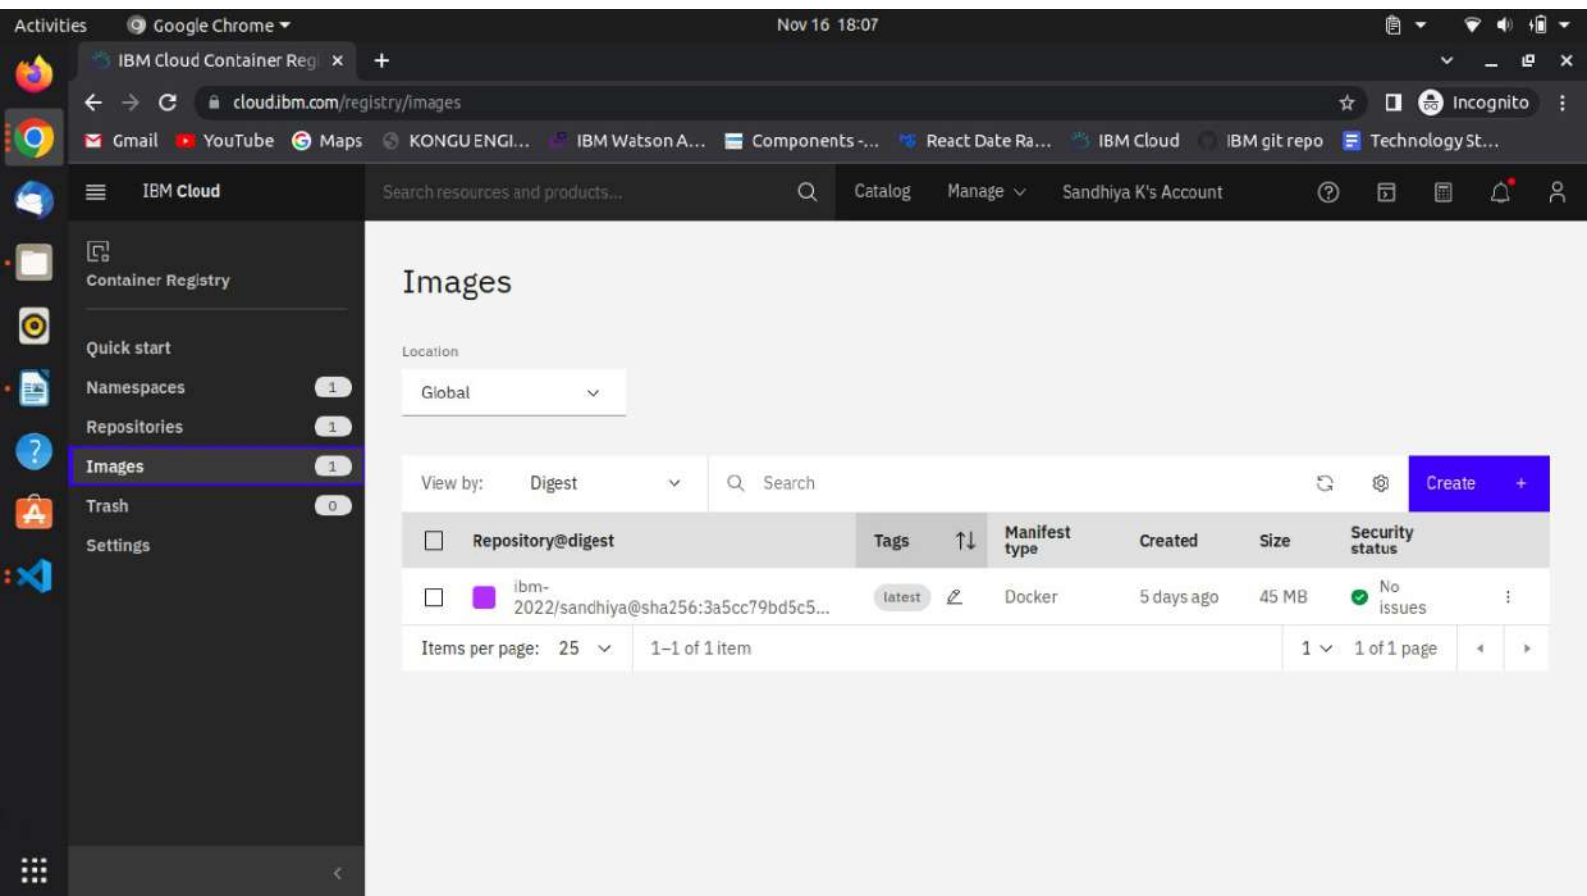 Activities Google Chrome Nov 16 18:07
IBM Cloud Container Reg
cloud.ibm.com/registry/images Incognito
Gmail YouTube Maps KONGU ENGI... IBM Watson A... Components -... React Date Ra... IBM Cloud IBM git repo Technology St...
IBM Cloud Search resources and products... Catalog Manage Sandhiya K's Account
Container Registry
Quick start
Namespaces 1
Repositories 1
Images 1
Trash 0
Settings
Images
Location
Global
View by: Digest Search Create +
Repository@digest Tags Manifest type Created Size Security status
ibm-
2022/sandhiya@sha256:3a5cc79bd5c5... latest Docker 5 days ago 45 MB No issues
Items per page: 25 1–1 of 1 item 1 1 of 1 page